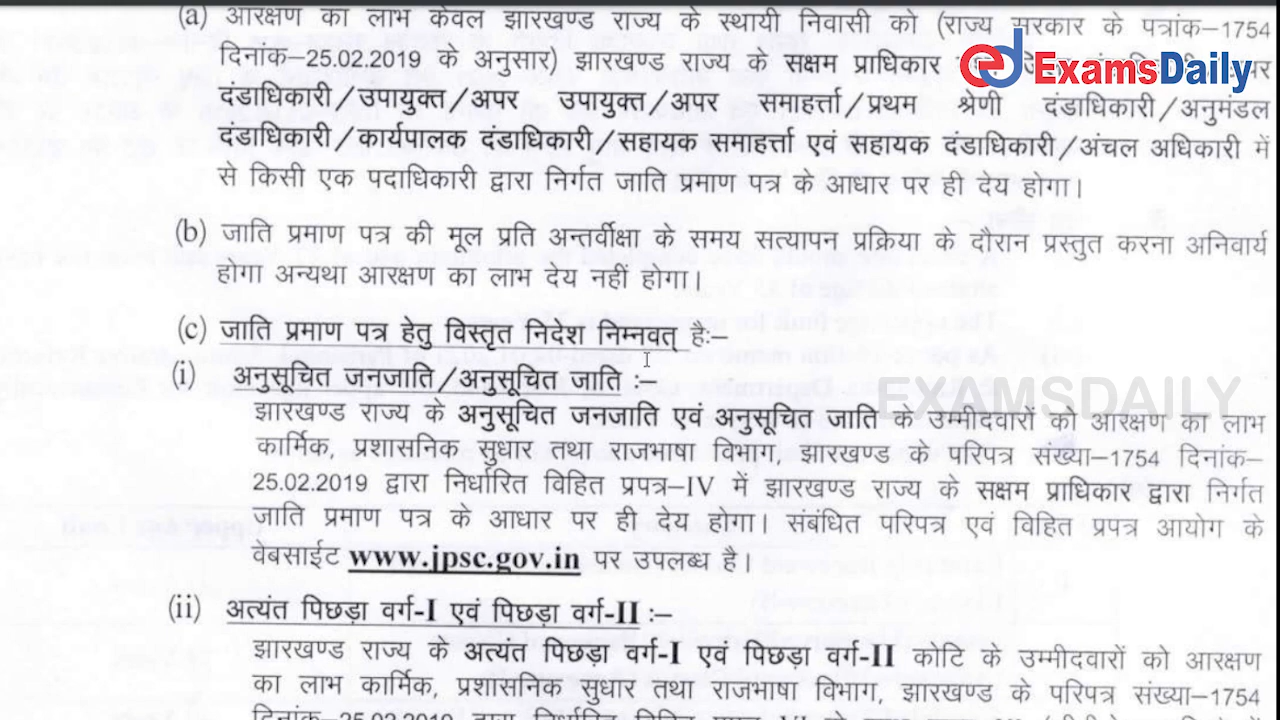 (a) आरक्षण का लाभ केवल झारखण्ड राज्य के स्थायी निवासी को (राज्य सरकार के पत्रांक–1754
दिनांक–25.02.2019 के अनुसार) झारखण्ड राज्य के सक्षम प्राधिकार
ExamsDaily
दंडाधिकारी/उपायुक्त/अपर उपायुक्त/अपर समाहर्त्ता/प्रथम श्रेणी दंडाधिकारी/अनुमंडल
दंडाधिकारी/कार्यपालक दंडाधिकारी/सहायक समाहर्त्ता एवं सहायक दंडाधिकारी/अंचल अधिकारी में
से किसी एक पदाधिकारी द्वारा निर्गत जाति प्रमाण पत्र के आधार पर ही देय होगा।
(b) जाति प्रमाण पत्र की मूल प्रति अन्तर्वीक्षा के समय सत्यापन प्रक्रिया के दौरान प्रस्तुत करना अनिवार्य
होगा अन्यथा आरक्षण का लाभ देय नहीं होगा।
(c) जाति प्रमाण पत्र हेतु विस्तृत निदेश निम्नवत् है:–
(i) अनुसूचित जनजाति/अनुसूचित जाति :–
EXAMSDAILY
झारखण्ड राज्य के अनुसूचित जनजाति एवं अनुसूचित जाति के उम्मीदवारों को आरक्षण का लाभ
कार्मिक, प्रशासनिक सुधार तथा राजभाषा विभाग, झारखण्ड के परिपत्र संख्या–1754 दिनांक–
25.02.2019 द्वारा निर्धारित विहित प्रपत्र–IV में झारखण्ड राज्य के सक्षम प्राधिकार द्वारा निर्गत
जाति प्रमाण पत्र के आधार पर ही देय होगा। संबंधित परिपत्र एवं विहित प्रपत्र आयोग के
वेबसाईट www.jpsc.gov.in पर उपलब्ध है।
(ii) अत्यंत पिछड़ा वर्ग-I एवं पिछड़ा वर्ग-II :–
झारखण्ड राज्य के अत्यंत पिछड़ा वर्ग-I एवं पिछड़ा वर्ग-II कोटि के उम्मीदवारों को आरक्षण
का लाभ कार्मिक, प्रशासनिक सुधार तथा राजभाषा विभाग, झारखण्ड के परिपत्र संख्या–1754